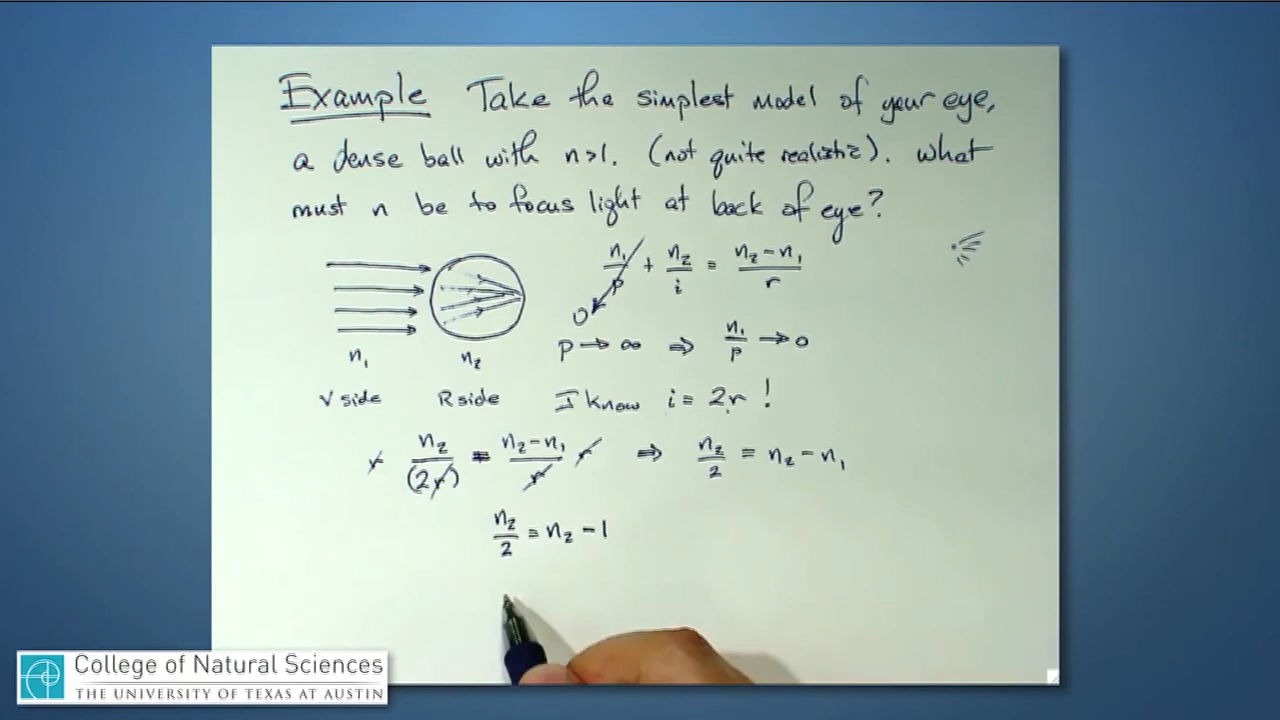 Example Take the simplest model of your eye,
a dense ball with n>1. (not quite realistic). What
must n be to focus light at back of eye?
n₁/p + n₂/i = (n₂-n₁)/r
0
p → ∞ ⇒ n₁/p → 0
n₁ n₂
V side R side I know i = 2r !
r n₂/(2r) = (n₂-n₁)/r r ⇒ n₂/2 = n₂ - n₁
n₂/2 = n₂ - 1
College of Natural Sciences
THE UNIVERSITY OF TEXAS AT AUSTIN